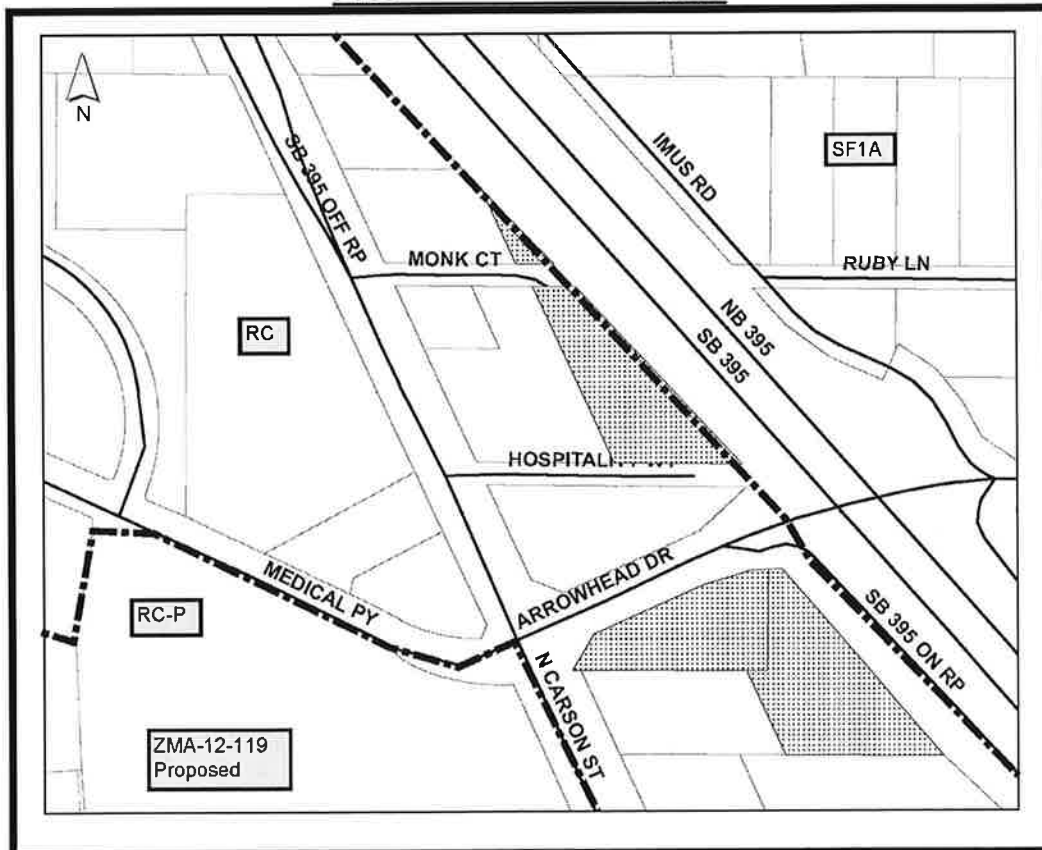 N
SB 395 OFF RP
IMUS RD
SF1A
MONK CT
RUBY LN
RC
NB 395
SB 395
MEDICAL PY
ARROWHEAD DR
SB 395 ON RP
RC-P
N CARSON ST
ZMA-12-119
Proposed